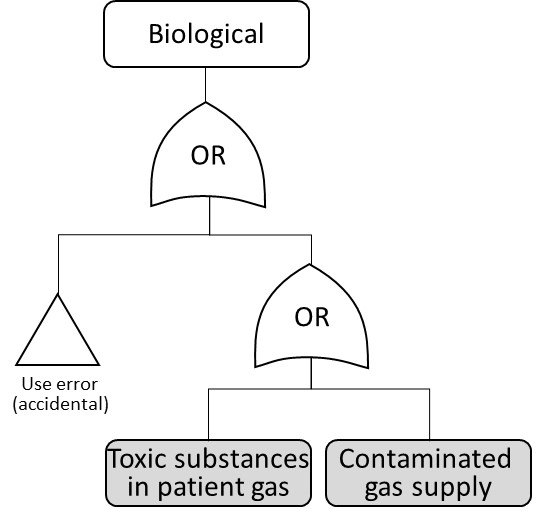 Biological
OR
OR
Use error
(accidental)
Toxic substances
in patient gas
Contaminated
gas supply